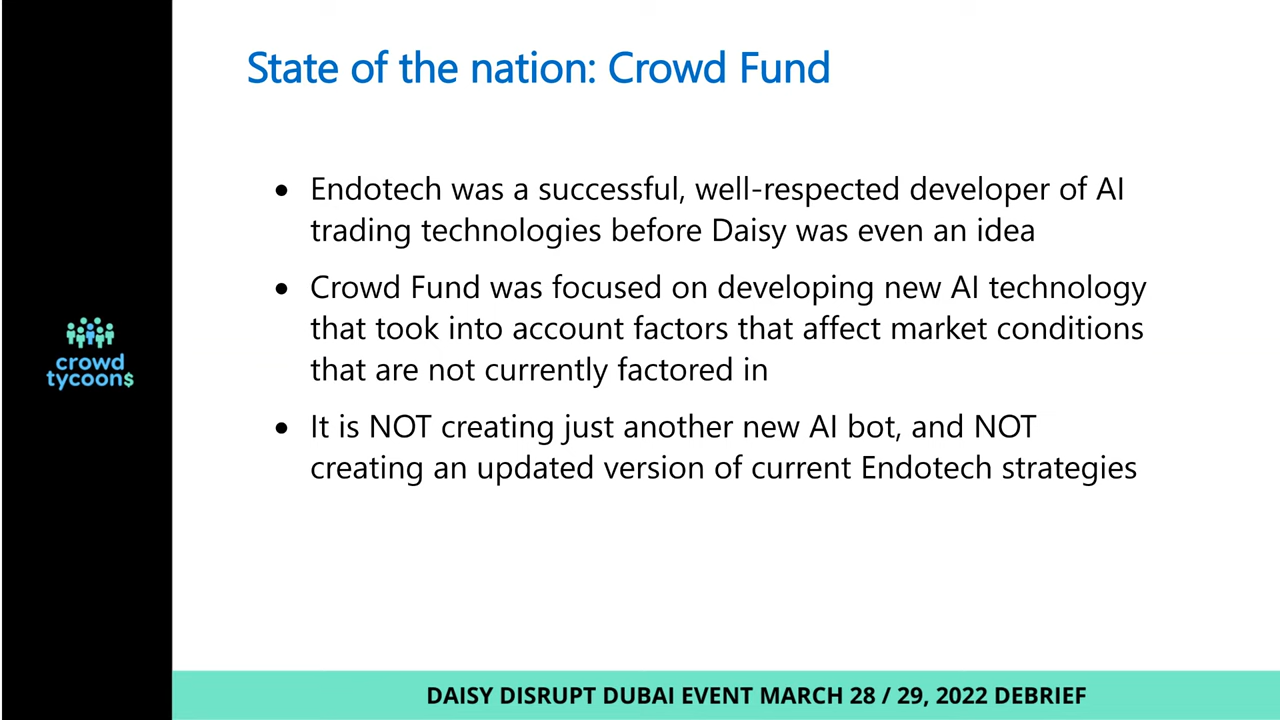 State of the nation: Crowd Fund
• Endotech was a successful, well-respected developer of AI
trading technologies before Daisy was even an idea
• Crowd Fund was focused on developing new AI technology
that took into account factors that affect market conditions
that are not currently factored in
• It is NOT creating just another new AI bot, and NOT
creating an updated version of current Endotech strategies
crowd
tycoon$
DAISY DISRUPT DUBAI EVENT MARCH 28 / 29, 2022 DEBRIEF